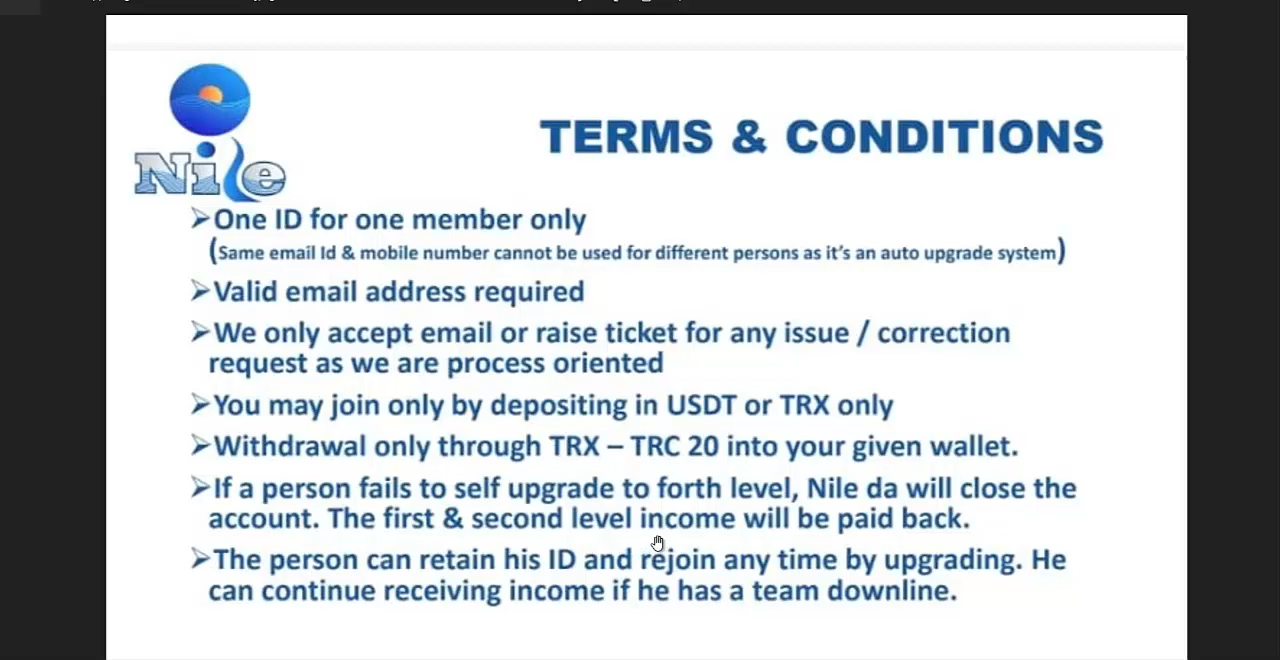 Nile
TERMS & CONDITIONS
➢One ID for one member only
(Same email Id & mobile number cannot be used for different persons as it’s an auto upgrade system)
➢Valid email address required
➢We only accept email or raise ticket for any issue / correction
request as we are process oriented
➢You may join only by depositing in USDT or TRX only
➢Withdrawal only through TRX – TRC 20 into your given wallet.
➢If a person fails to self upgrade to forth level, Nile da will close the
account. The first & second level income will be paid back.
➢The person can retain his ID and rejoin any time by upgrading. He
can continue receiving income if he has a team downline.